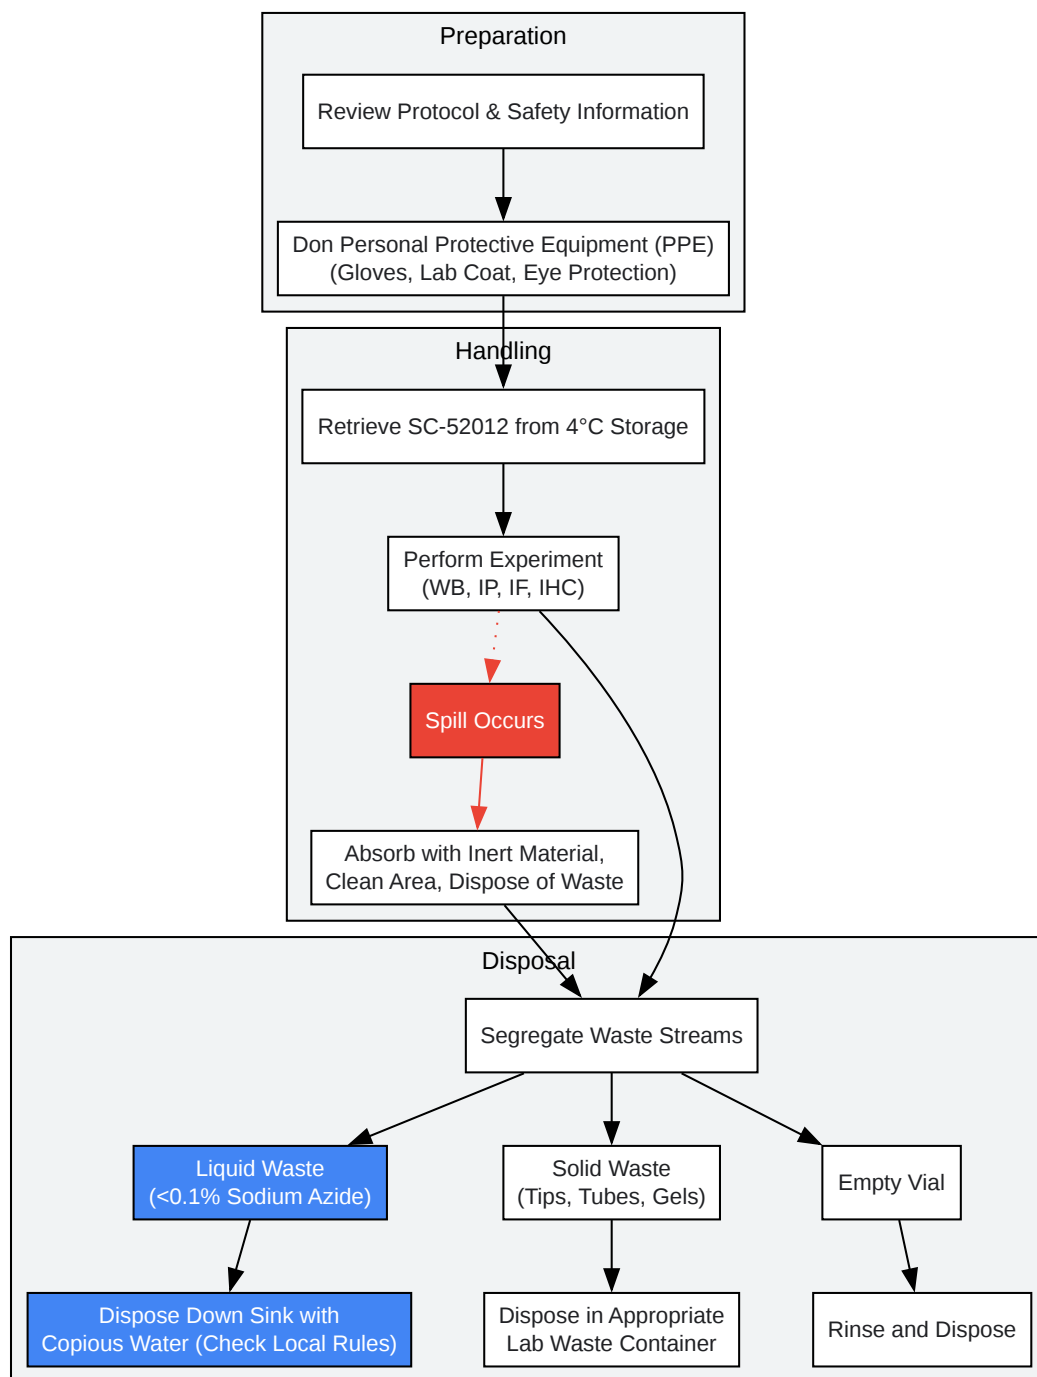 Preparation
Review Protocol & Safety Information
Don Personal Protective Equipment (PPE)
(Gloves, Lab Coat, Eye Protection)
Handling
Retrieve SC-52012 from 4°C Storage
Perform Experiment
(WB, IP, IF, IHC)
Spill Occurs
Absorb with Inert Material,
Clean Area, Dispose of Waste
Disposal
Segregate Waste Streams
Liquid Waste
(<0.1% Sodium Azide)
Solid Waste
(Tips, Tubes, Gels)
Empty Vial
Dispose Down Sink with
Copious Water (Check Local Rules)
Dispose in Appropriate
Lab Waste Container
Rinse and Dispose